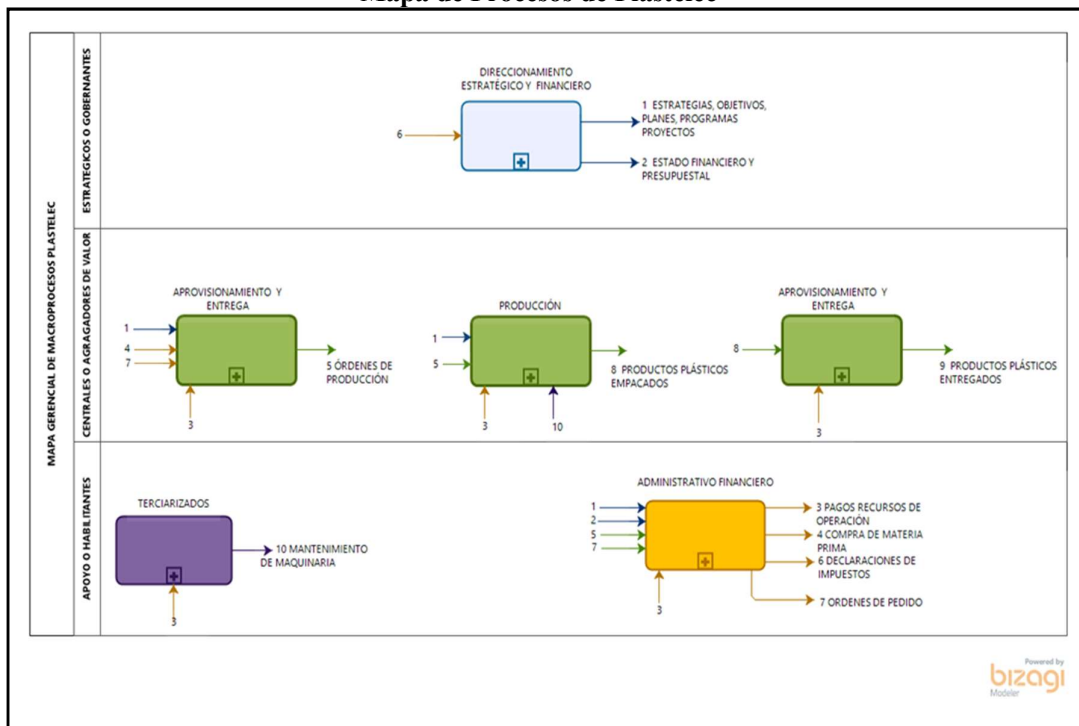 Mapa de Procesos de Plastelec
MAPA GERENCIAL DE MACROPROCESOS PLASTELEC
ESTRATEGICOS O GOBERNANTES
DIRECCIONAMIENTO
ESTRATÉGICO Y FINANCIERO
6
1 ESTRATEGIAS, OBJETIVOS,
PLANES, PROGRAMAS
PROYECTOS
2 ESTADO FINANCIERO Y
PRESUPUESTAL
CENTRALES O AGRAGADORES DE VALOR
APROVISIONAMIENTO Y
ENTREGA
1
4
7
3
5 ÓRDENES DE
PRODUCCIÓN
PRODUCCIÓN
1
5
3
10
8 PRODUCTOS PLÁSTICOS
EMPACADOS
APROVISIONAMIENTO Y
ENTREGA
8
3
9 PRODUCTOS PLÁSTICOS
ENTREGADOS
APOYO O HABILITANTES
TERCIARIZADOS
3
10 MANTENIMIENTO
DE MAQUINARIA
ADMINISTRATIVO FINANCIERO
1
2
5
7
3
3 PAGOS RECURSOS DE
OPERACIÓN
4 COMPRA DE MATERIA
PRIMA
6 DECLARACIONES DE
IMPUESTOS
7 ORDENES DE PEDIDO
Powered by
bizagi
Modeler